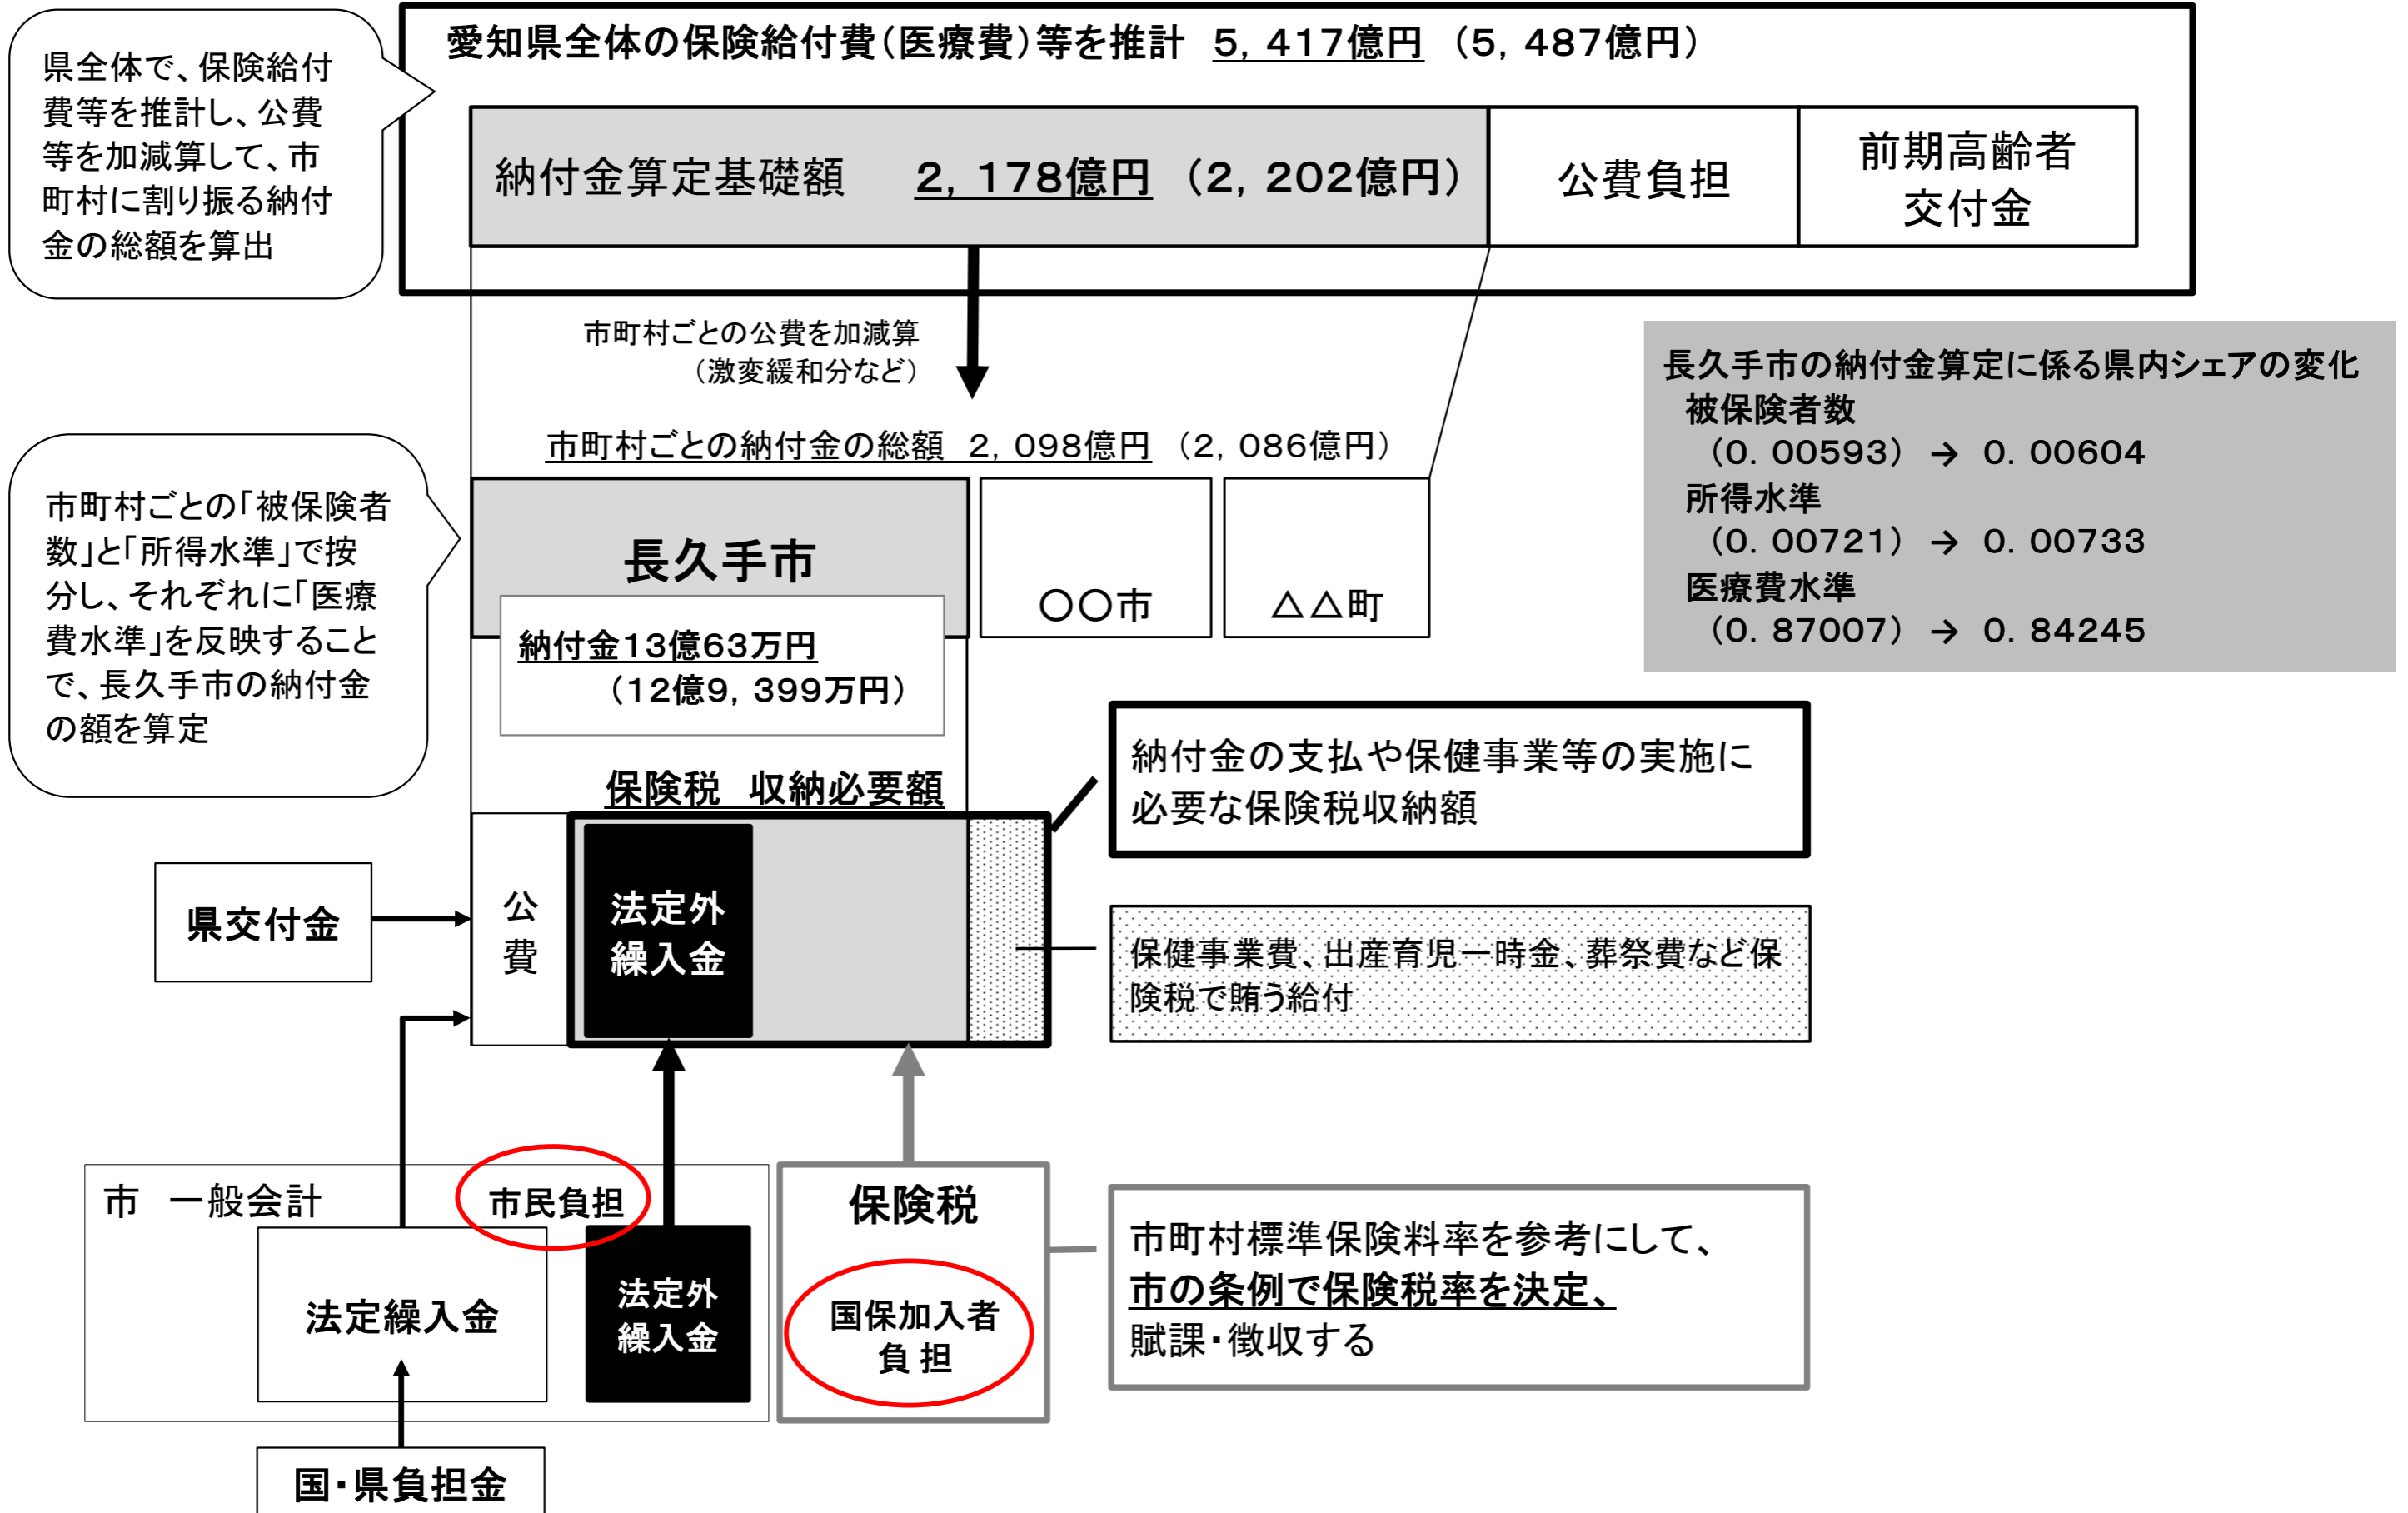 県全体で、保険給付
費等を推計し、公費
等を加減算して、市
町村に割り振る納付
金の総額を算出
愛知県全体の保険給付費(医療費)等を推計　5，417億円　(5，487億円)
納付金算定基礎額　2，178億円　(2，202億円)
公費負担
前期高齢者
交付金
市町村ごとの公費を加減算
(激変緩和分など)
市町村ごとの納付金の総額　2，098億円　(2，086億円)
長久手市の納付金算定に係る県内シェアの変化
被保険者数
(0．00593)　→　0．00604
所得水準
(0．00721)　→　0．00733
医療費水準
(0．87007)　→　0．84245
市町村ごとの「被保険者
数」と「所得水準」で按
分し、それぞれに「医療
費水準」を反映すること
で、長久手市の納付金
の額を算定
長久手市
〇〇市
△△町
納付金13億63万円
(12億9，399万円)
保険税　収納必要額
納付金の支払や保健事業等の実施に
必要な保険税収納額
県交付金
公
費
法定外
繰入金
保健事業費、出産育児一時金、葬祭費など保
険税で賄う給付
市　一般会計
市民負担
法定繰入金
法定外
繰入金
保険税
国保加入者
負担
市町村標準保険料率を参考にして、
市の条例で保険税率を決定、
賦課・徴収する
国・県負担金